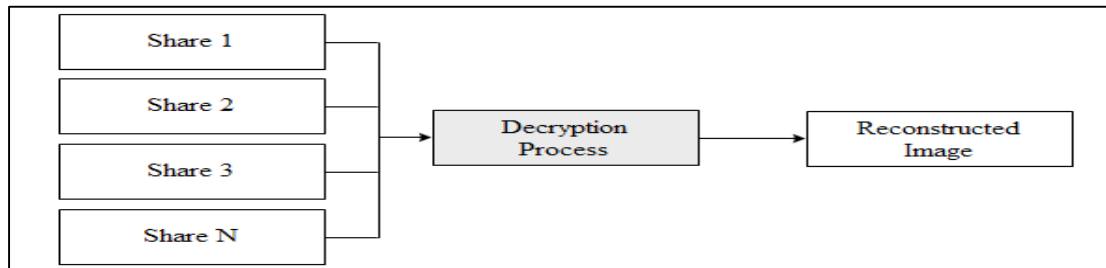 Share 1
Share 2
Share 3
Share N
Decryption
Process
Reconstructed
Image